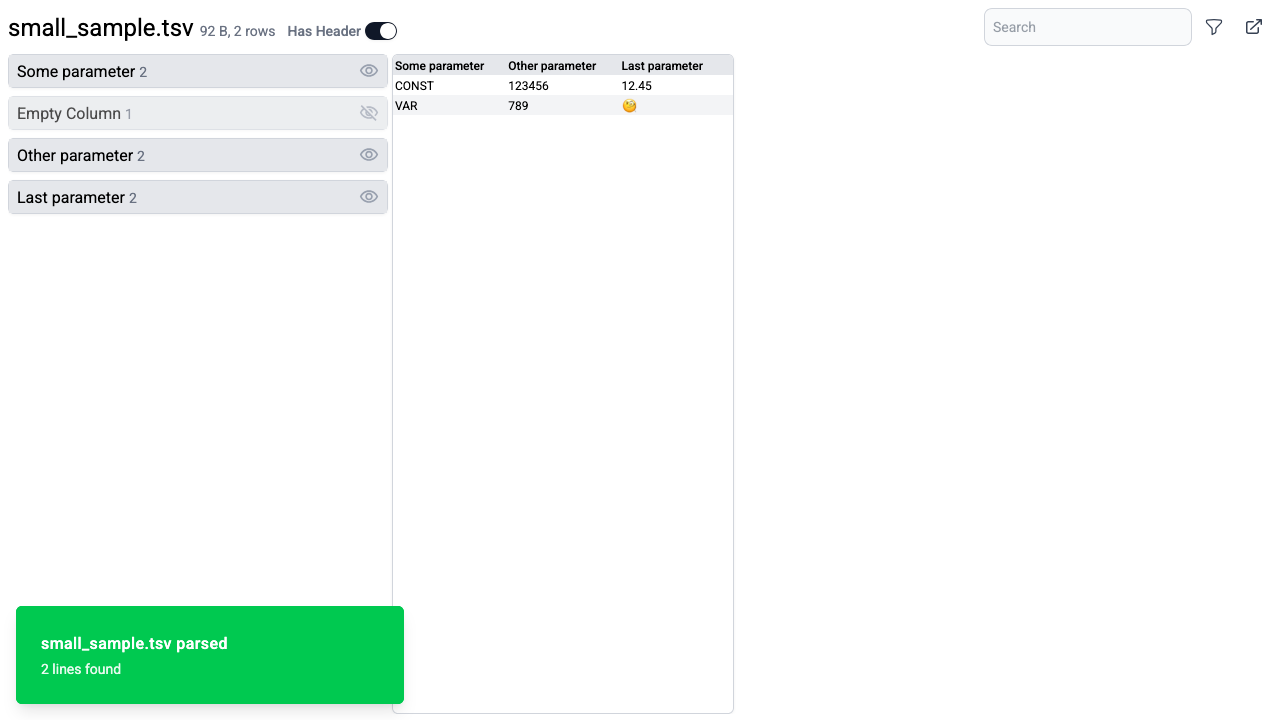 small_sample.tsv 92 B, 2 rows Has Header
Search
Some parameter 2
Empty Column 1
Other parameter 2
Last parameter 2
Some parameter Other parameter Last parameter
CONST 123456 12.45
VAR 789 🧐
small_sample.tsv parsed
2 lines found